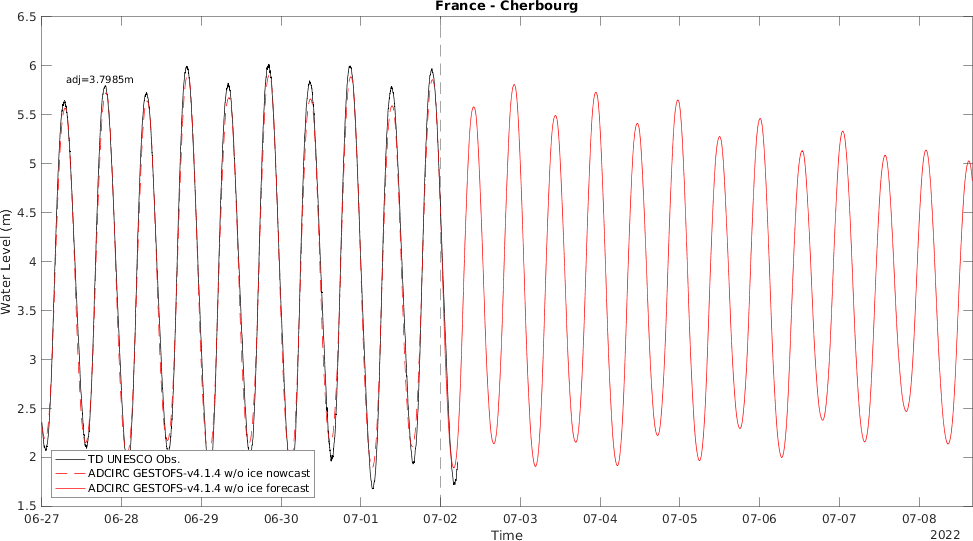 France - Cherbourg
6.5
6
5.5
5
4.5
4
3.5
3
2.5
2
1.5
Water Level (m)
adj=3.7985m
TD UNESCO Obs.
ADCIRC GESTOFS-v4.1.4 w/o ice nowcast
ADCIRC GESTOFS-v4.1.4 w/o ice forecast
06-27 06-28 06-29 06-30 07-01 07-02 07-03 07-04 07-05 07-06 07-07 07-08
2022
Time